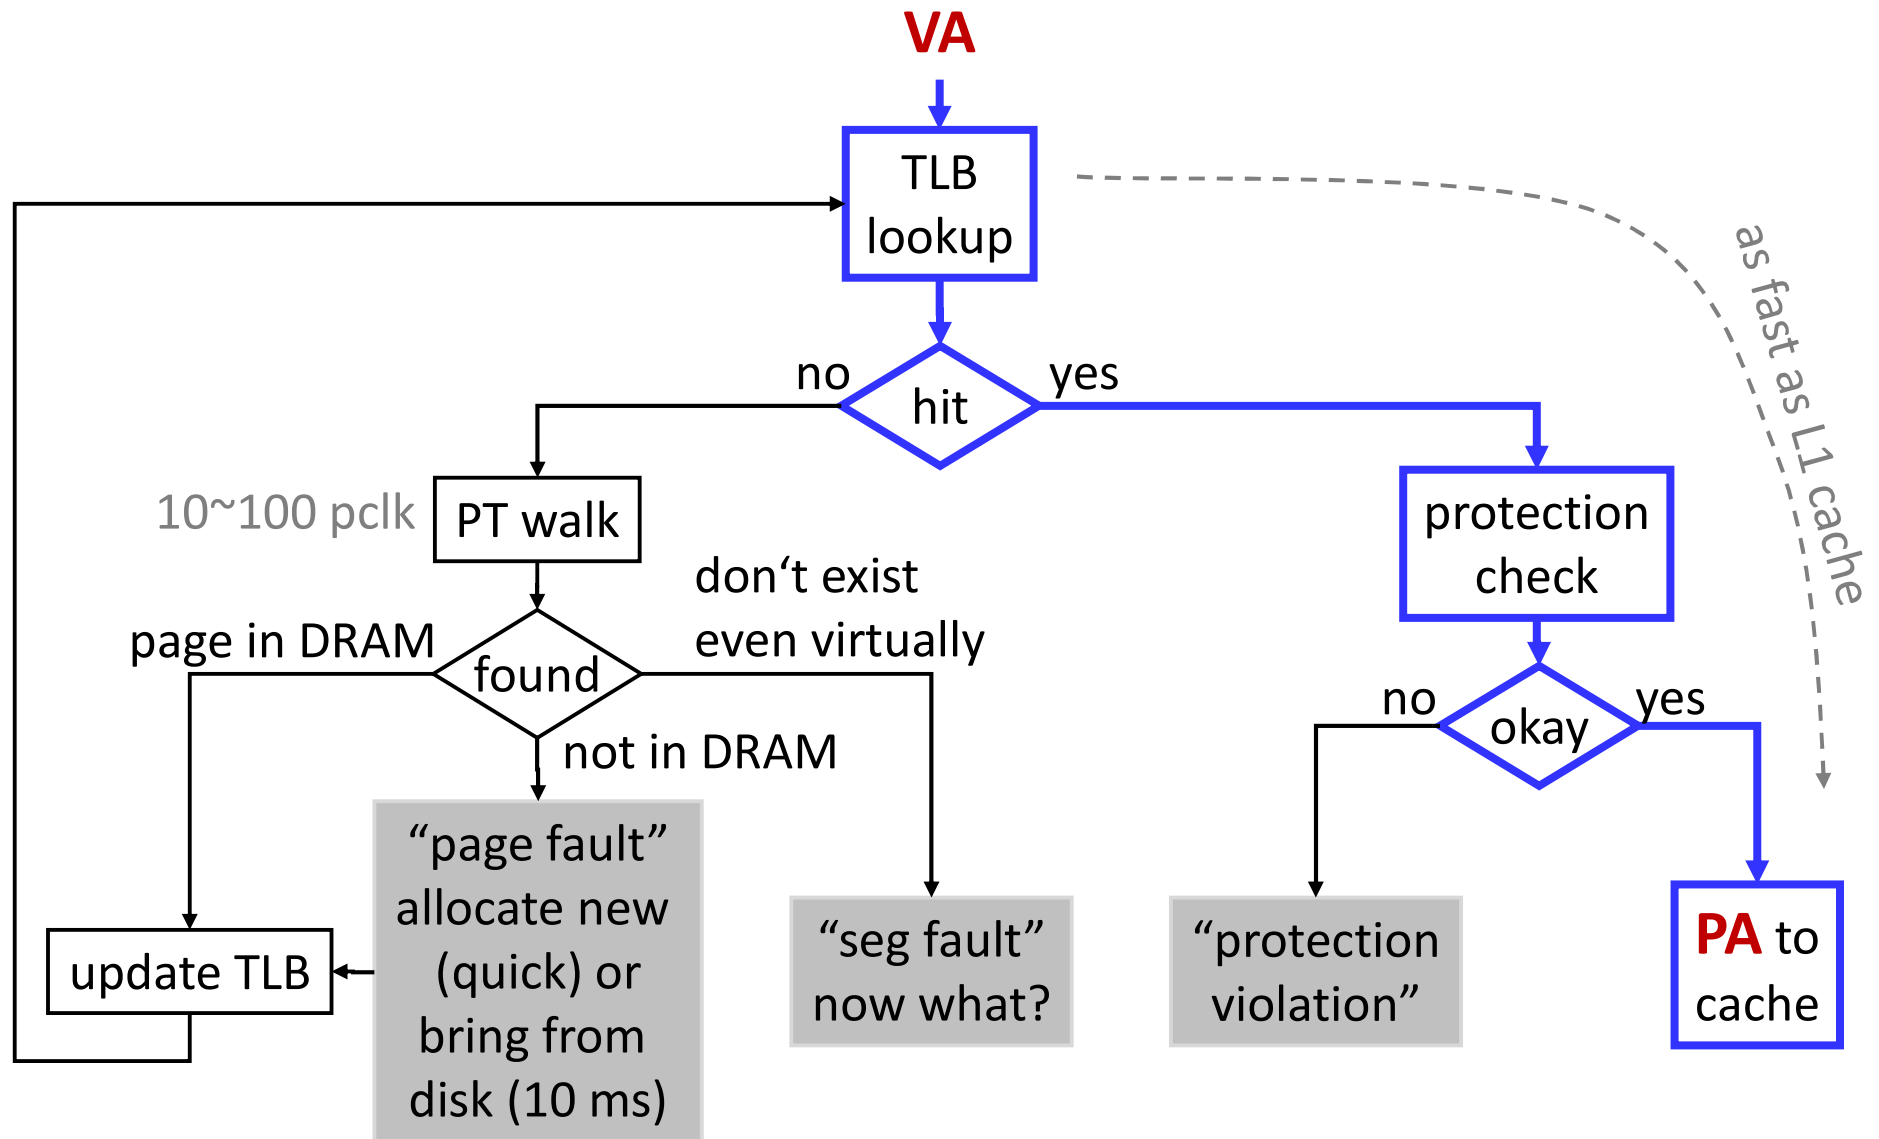 VA
TLB
lookup
no
hit
yes
as fast as L1 cache
10~100 pclk
PT walk
protection
check
don‘t exist
even virtually
page in DRAM
found
not in DRAM
no
okay
yes
“page fault”
allocate new
(quick) or
bring from
disk (10 ms)
update TLB
“seg fault”
now what?
“protection
violation”
PA to
cache